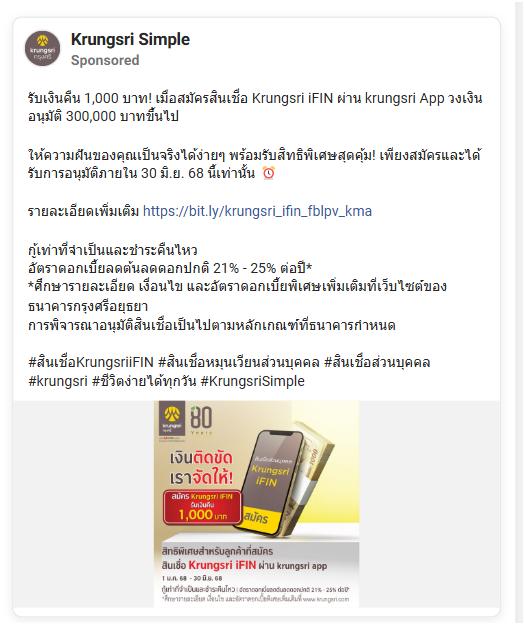 krungsri
กรุงศรี
Krungsri Simple
Sponsored
รับเงินคืน 1,000 บาท! เมื่อสมัครสินเชื่อ Krungsri iFIN ผ่าน krungsri App วงเงิน
อนุมัติ 300,000 บาทขึ้นไป
ให้ความฝันของคุณเป็นจริงได้ง่ายๆ พร้อมรับสิทธิพิเศษสุดคุ้ม! เพียงสมัครและได้
รับการอนุมัติภายใน 30 มิ.ย. 68 นี้เท่านั้น ⏰
รายละเอียดเพิ่มเติม https://bit.ly/krungsri_ifin_fblpv_kma
กู้เท่าที่จำเป็นและชำระคืนไหว
อัตราดอกเบี้ยลดต้นลดดอกปกติ 21% - 25% ต่อปี*
*ศึกษารายละเอียด เงื่อนไข และอัตราดอกเบี้ยพิเศษเพิ่มเติมที่เว็บไซต์ของ
ธนาคารกรุงศรีอยุธยา
การพิจารณาอนุมัติสินเชื่อเป็นไปตามหลักเกณฑ์ที่ธนาคารกำหนด
#สินเชื่อKrungsriiFIN #สินเชื่อหมุนเวียนส่วนบุคคล #สินเชื่อส่วนบุคคล
#krungsri #ชีวิตง่ายได้ทุกวัน #KrungsriSimple
krungsri
กรุงศรี
80
Years
เงินติดขัด
เราจัดให้!
สมัคร Krungsri iFIN
รับเงินคืน
1,000 บาท
สินเชื่อส่วนบุคคล
Krungsri
iFIN
สมัคร
1000
สิทธิพิเศษสำหรับลูกค้าที่สมัคร
สินเชื่อ Krungsri iFIN ผ่าน krungsri app
1 ม.ค. 68 - 30 มิ.ย. 68
กู้เท่าที่จำเป็นและชำระคืนไหว | อัตราดอกเบี้ยลดต้นลดดอกปกติ 21% - 25% ต่อปี*
*ศึกษารายละเอียด เงื่อนไข และอัตราดอกเบี้ยพิเศษเพิ่มเติมที่ www.krungsri.com